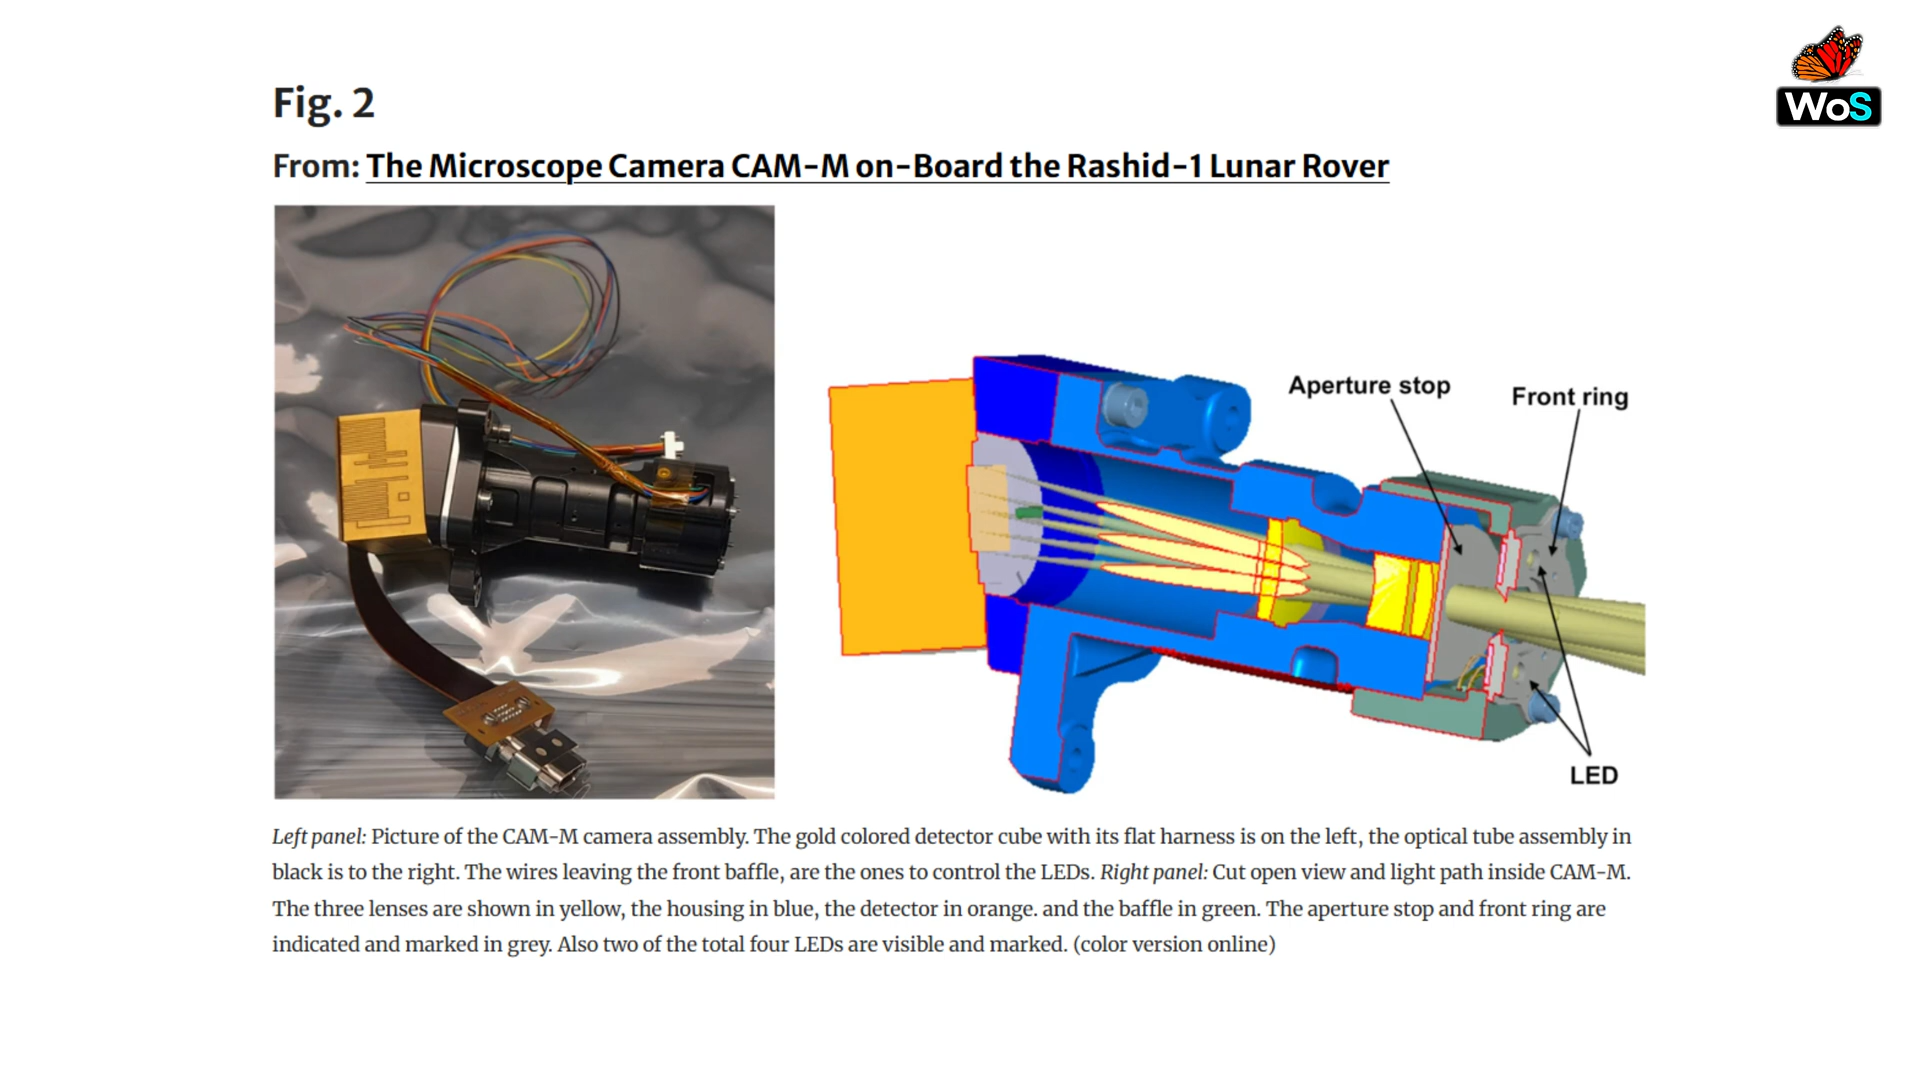 WoS
Fig. 2
From: The Microscope Camera CAM-M on-Board the Rashid-1 Lunar Rover
Aperture stop
Front ring
LED
Left panel: Picture of the CAM-M camera assembly. The gold colored detector cube with its flat harness is on the left, the optical tube assembly in
black is to the right. The wires leaving the front baffle, are the ones to control the LEDs. Right panel: Cut open view and light path inside CAM-M.
The three lenses are shown in yellow, the housing in blue, the detector in orange. and the baffle in green. The aperture stop and front ring are
indicated and marked in grey. Also two of the total four LEDs are visible and marked. (color version online)